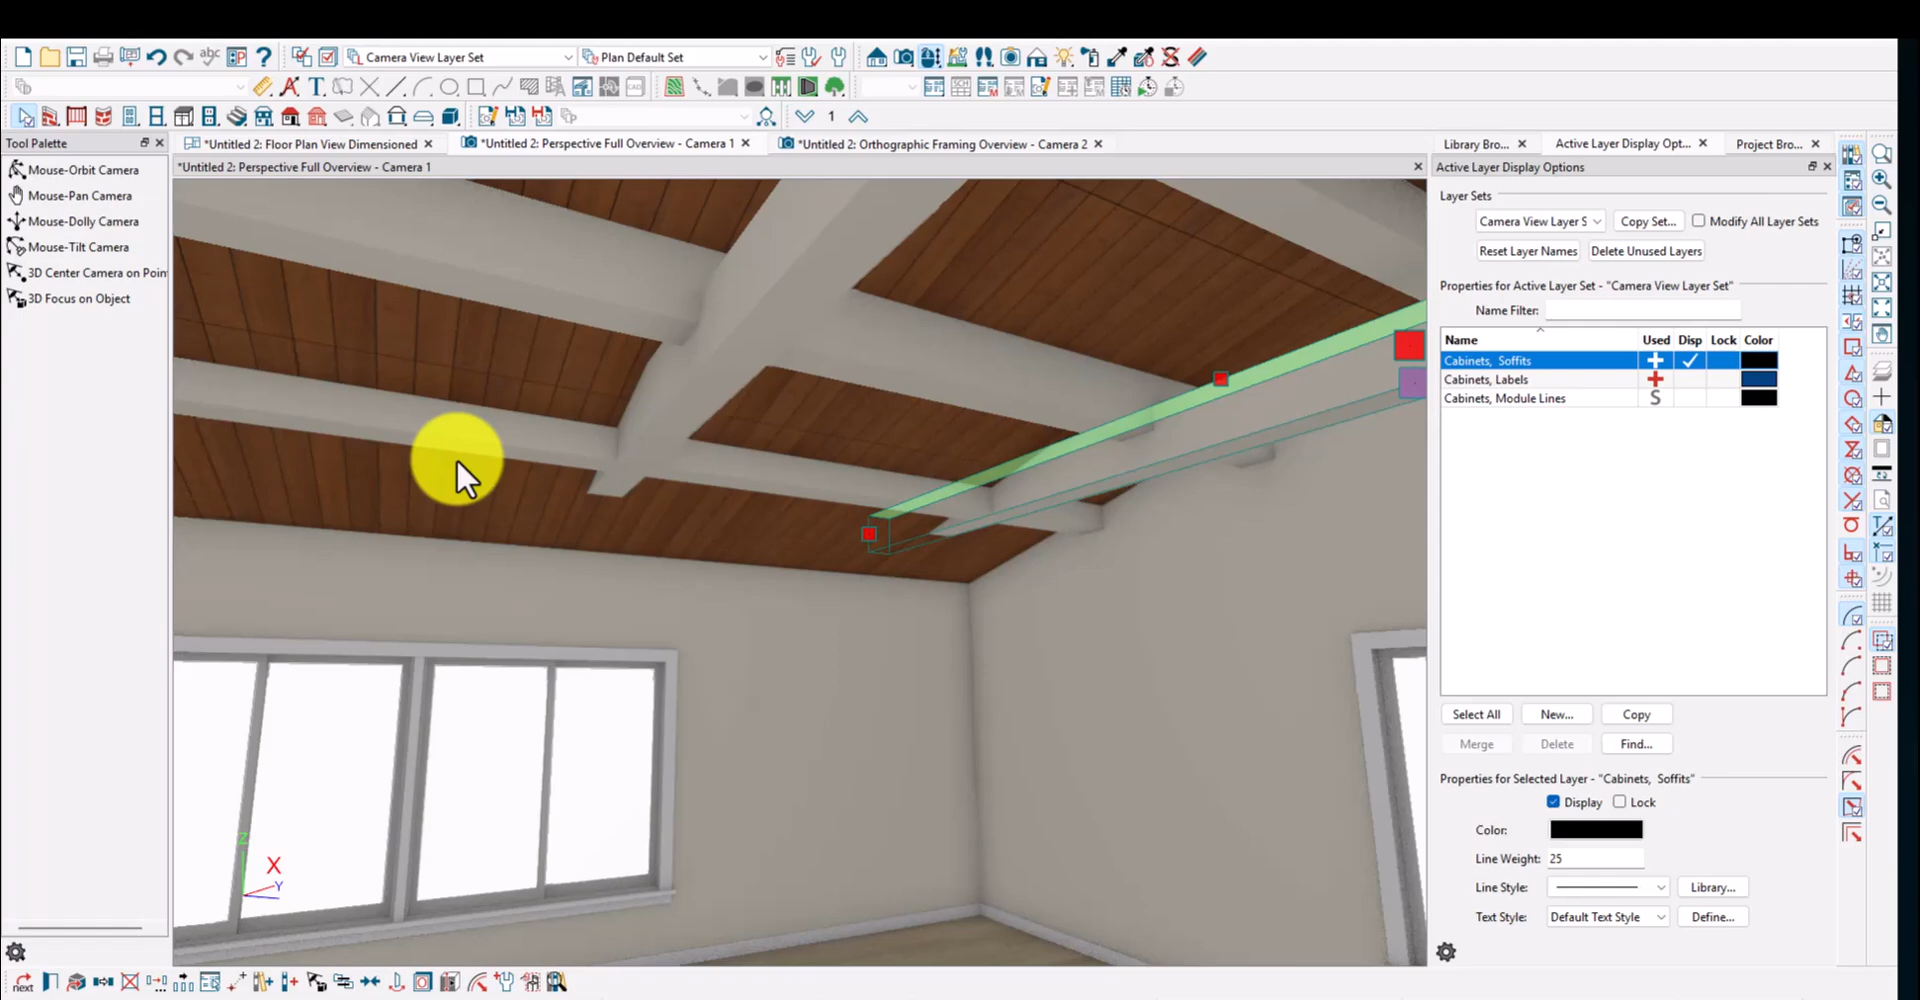 Camera View Layer Set
Plan Default Set
abc
CAD
1
Tool Palette
Mouse-Orbit Camera
Mouse-Pan Camera
Mouse-Dolly Camera
Mouse-Tilt Camera
3D Center Camera on Poin
3D Focus on Object
*Untitled 2: Floor Plan View Dimensioned
*Untitled 2: Perspective Full Overview - Camera 1
*Untitled 2: Orthographic Framing Overview - Camera 2
*Untitled 2: Perspective Full Overview - Camera 1
Z
X
Y
Library Bro...
Active Layer Display Opt...
Project Bro...
Active Layer Display Options
Layer Sets
Camera View Layer S
Copy Set...
Modify All Layer Sets
Reset Layer Names
Delete Unused Layers
Properties for Active Layer Set - "Camera View Layer Set"
Name Filter:
Name Used Disp Lock Color
Cabinets, Soffits
Cabinets, Labels
Cabinets, Module Lines S
Select All
New...
Copy
Merge
Delete
Find...
Properties for Selected Layer - "Cabinets, Soffits"
Display
Lock
Color:
Line Weight: 25
Line Style:
Library...
Text Style: Default Text Style
Define...
next